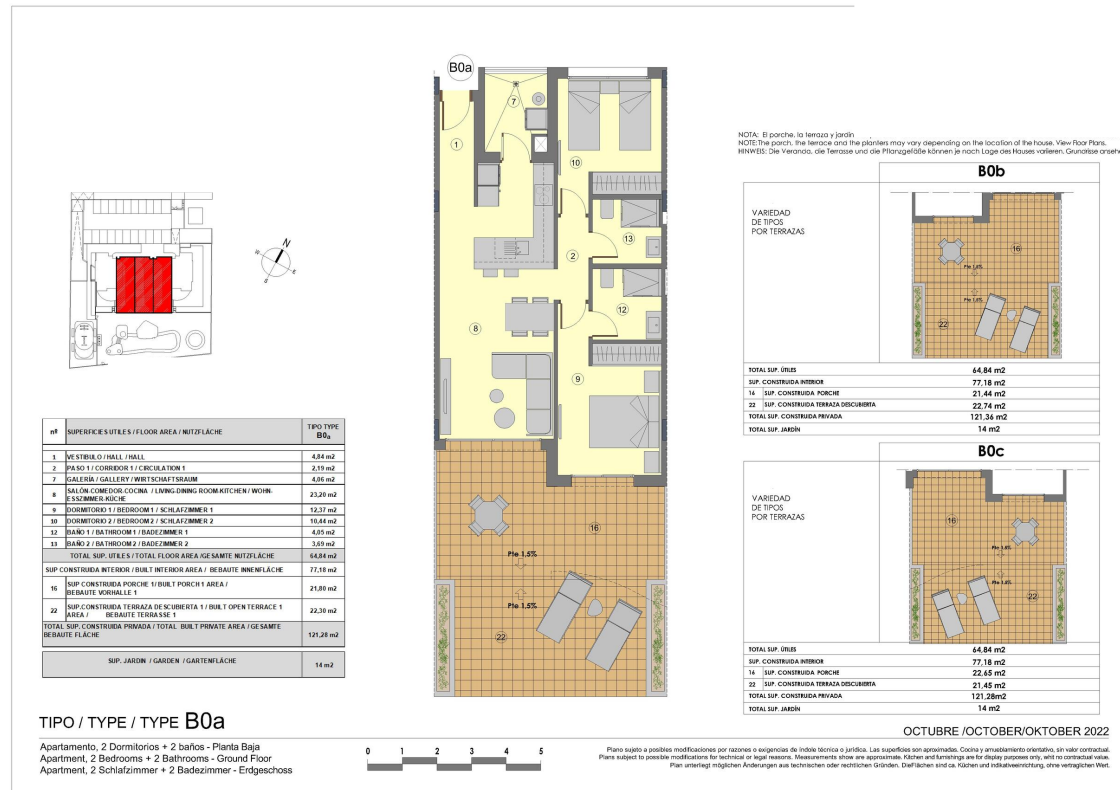 B0a
7
1
10
13
2
12
8
9
16
Pte 1,5%
Pte 1,5%
22
N
E
S
nº SUPERFICIES UTILES / FLOOR AREA / NUTZFLÄCHE TIPO TYPE B0a
1 VESTIBULO / HALL / HALL 4,84 m2
2 PASO 1 / CORRIDOR 1 / CIRCULATION 1 2,19 m2
7 GALERÍA / GALLERY / WIRTSCHAFTSRAUM 4,06 m2
8 SALÓN-COMEDOR-COCINA / LIVING-DINING ROOM-KITCHEN / WOHN-
ESSZIMMER-KÜCHE 23,20 m2
9 DORMITORIO 1 / BEDROOM 1 / SCHLAFZIMMER 1 12,37 m2
10 DORMITORIO 2 / BEDROOM 2 / SCHLAFZIMMER 2 10,44 m2
12 BAÑO 1 / BATHROOM 1 / BADEZIMMER 1 4,05 m2
13 BAÑO 2 / BATHROOM 2 / BADEZIMMER 2 3,69 m2
TOTAL SUP. UTILES / TOTAL FLOOR AREA /GESAMTE NUTZFLÄCHE 64,84 m2
SUP CONSTRUIDA INTERIOR / BUILT INTERIOR AREA / BEBAUTE INNENFLÄCHE 77,18 m2
16 SUP CONSTRUIDA PORCHE 1/ BUILT PORCH 1 AREA /
BEBAUTE VORHALLE 1 21,80 m2
22 SUP.CONSTRUIDA TERRAZA DESCUBIERTA 1 / BUILT OPEN TERRACE 1
AREA / BEBAUTE TERRASSE 1 22,30 m2
TOTAL SUP. CONSTRUIDA PRIVADA / TOTAL BUILT PRIVATE AREA / GESAMTE
BEBAUTE FLÄCHE 121,28 m2
SUP. JARDIN / GARDEN / GARTENFLÄCHE 14 m2
NOTA: El porche, la terraza y jardin
NOTE:The porch, the terrace and the planters may vary depending on the location of the house. View Floor Plans.
HINWEIS: Die Veranda, die Terrasse und die Pflanzgefäße können je nach Lage des Hauses variieren. Grundrisse anseh
B0b
VARIEDAD
DE TIPOS
POR TERRAZAS
16
Pte 1,5%
Pte 1,5%
22
TOTAL SUP. ÚTILES 64,84 m2
SUP. CONSTRUIDA INTERIOR 77,18 m2
16 SUP. CONSTRUIDA PORCHE 21,44 m2
22 SUP. CONSTRUIDA TERRAZA DESCUBIERTA 22,74 m2
TOTAL SUP. CONSTRUIDA PRIVADA 121,36 m2
TOTAL SUP. JARDÍN 14 m2
B0c
VARIEDAD
DE TIPOS
POR TERRAZAS
16
22
TOTAL SUP. ÚTILES 64,84 m2
SUP. CONSTRUIDA INTERIOR 77,18 m2
16 SUP. CONSTRUIDA PORCHE 22,65 m2
22 SUP. CONSTRUIDA TERRAZA DESCUBIERTA 21,45 m2
TOTAL SUP. CONSTRUIDA PRIVADA 121,28m2
TOTAL SUP. JARDÍN 14 m2
TIPO / TYPE / TYPE B0a
OCTUBRE /OCTOBER/OKTOBER 2022
Apartamento, 2 Dormitorios + 2 baños - Planta Baja
Apartment, 2 Bedrooms + 2 Bathrooms - Ground Floor
Apartment, 2 Schlafzimmer + 2 Badezimmer - Erdgeschoss
0 1 2 3 4 5
Plano sujeto a posibles modificaciones por razones o exigencias de índole técnica o jurídica. Las superficies son aproximadas. Cocina y amueblamiento orientativo, sin valor contractual.
Plans subject to possible modifications for technical or legal reasons. Measurements show are approximate. Kitchen and furnishings are for display purposes only, whit no contractual value.
Plan unterliegt möglichen Änderungen aus technischen oder rechtlichen Gründen. DieFlächen sind ca. Küchen und indikativeinrichtung, ohne vertraglichen Wert.